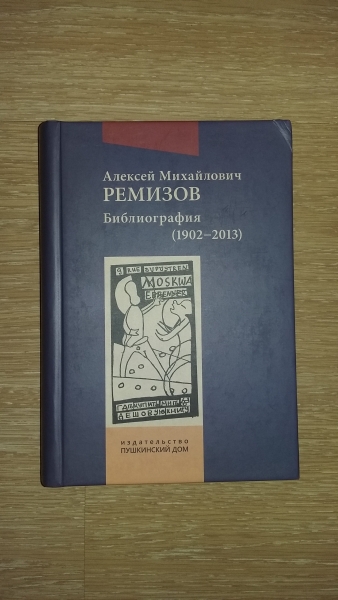 Алексей Михайлович
РЕМИЗОВ
Библиография
(1902–2013)
MOSKWA
издательство
ПУШКИНСКИЙ ДОМ